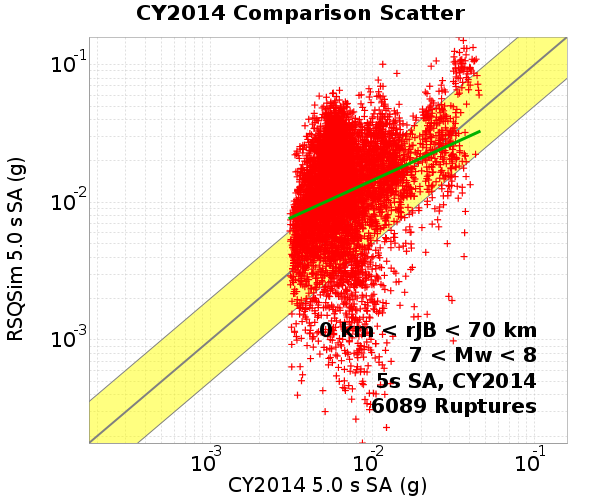 CY2014 Comparison Scatter
RSQSim 5.0 s SA (g)
10-1
10-2
10-3
0 km < rJB < 70 km
7 < Mw < 8
5s SA, CY2014
6089 Ruptures
10-3 10-2 10-1
CY2014 5.0 s SA (g)